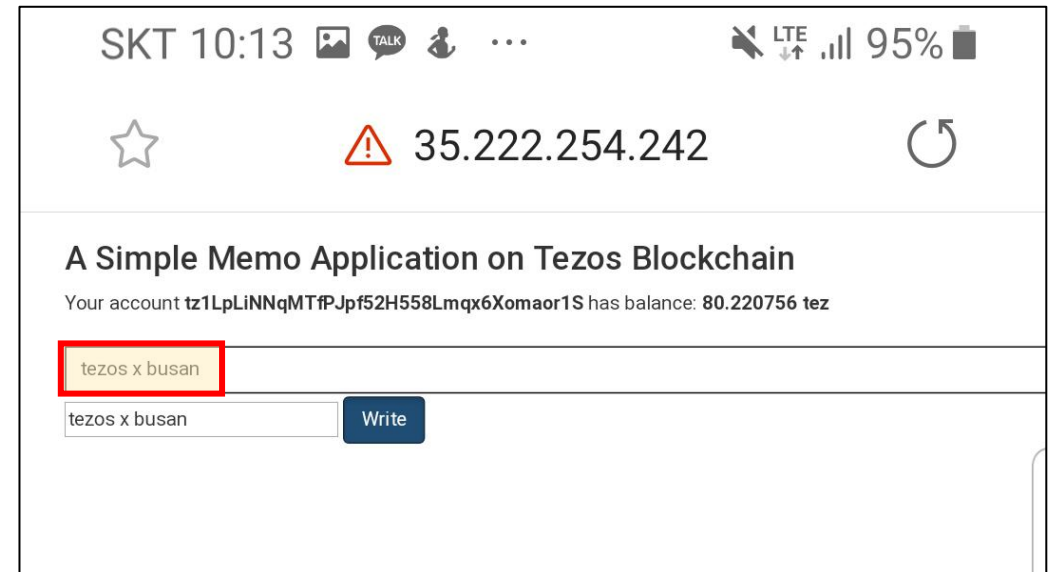 SKT 10:13 TALK ... LTE 95%
35.222.254.242
A Simple Memo Application on Tezos Blockchain
Your account tz1LpLiNNqMTfPJpf52H558Lmqx6Xomaor1S has balance: 80.220756 tez
tezos x busan
tezos x busan Write